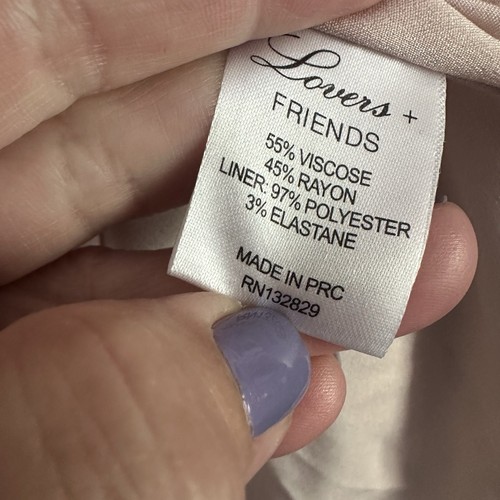 Lovers +
FRIENDS
55% VISCOSE
45% RAYON
LINER: 97% POLYESTER
3% ELASTANE
MADE IN PRC
RN132829